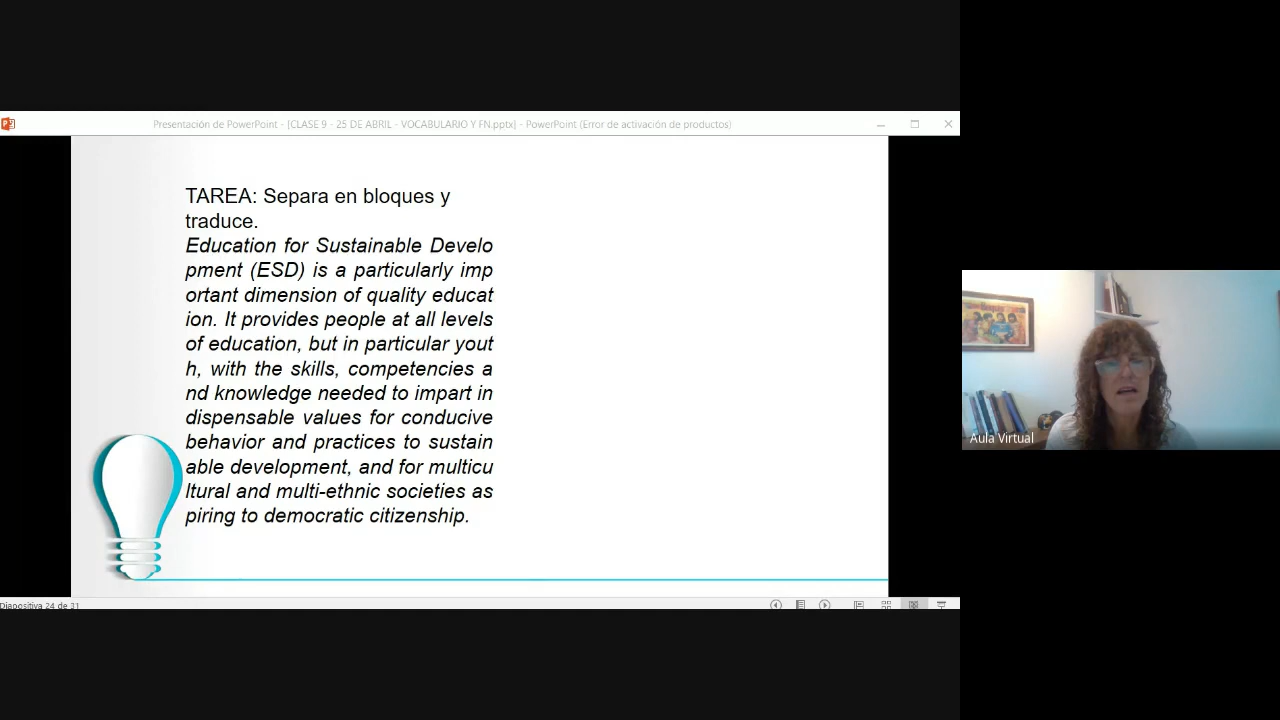 Presentación de PowerPoint - [CLASE 9 - 25 DE ABRIL - VOCABULARIO Y FN.pptx] - PowerPoint (Error de activación de productos)
TAREA: Separa en bloques y
traduce.
Education for Sustainable Develo
pment (ESD) is a particularly imp
ortant dimension of quality educat
ion. It provides people at all levels
of education, but in particular yout
h, with the skills, competencies a
nd knowledge needed to impart in
dispensable values for conducive
behavior and practices to sustain
able development, and for multicu
ltural and multi-ethnic societies as
piring to democratic citizenship.
Diapositiva 24 de 31
Aula Virtual